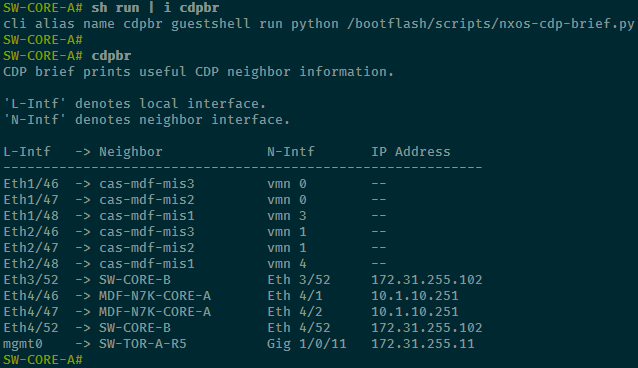 SW-CORE-A# sh run | i cdpbr
cli alias name cdpbr guestshell run python /bootflash/scripts/nxos-cdp-brief.py
SW-CORE-A#
SW-CORE-A# cdpbr
CDP brief prints useful CDP neighbor information.
'L-Intf' denotes local interface.
'N-Intf' denotes neighbor interface.
L-Intf   -> Neighbor            N-Intf       IP Address
------------------------------------------------------------
Eth1/46  -> cas-mdf-mis3        vmn 0        --
Eth1/47  -> cas-mdf-mis2        vmn 0        --
Eth1/48  -> cas-mdf-mis1        vmn 3        --
Eth2/46  -> cas-mdf-mis3        vmn 1        --
Eth2/47  -> cas-mdf-mis2        vmn 1        --
Eth2/48  -> cas-mdf-mis1        vmn 4        --
Eth3/52  -> SW-CORE-B           Eth 3/52     172.31.255.102
Eth4/46  -> MDF-N7K-CORE-A      Eth 4/1      10.1.10.251
Eth4/47  -> MDF-N7K-CORE-A      Eth 4/2      10.1.10.251
Eth4/52  -> SW-CORE-B           Eth 4/52     172.31.255.102
mgmt0    -> SW-TOR-A-R5         Gig 1/0/11   172.31.255.11
SW-CORE-A#